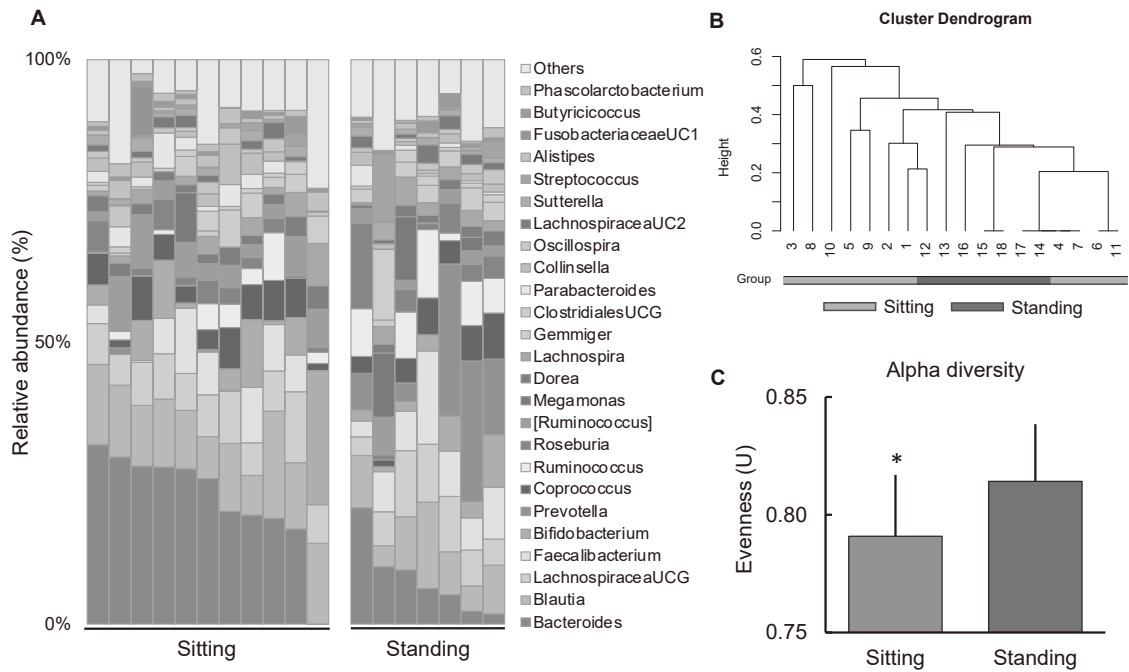 A
100%
50%
0%
Relative abundance (%)
Sitting
Standing
Others
Phascolarctobacterium
Butyricicoccus
FusobacteriaceaeUC1
Alistipes
Streptococcus
Sutterella
LachnospiraceaUC2
Oscillospira
Collinsella
Parabacteroides
ClostridialesUCG
Gemmiger
Lachnospira
Dorea
Megamonas
[Ruminococcus]
Roseburia
Ruminococcus
Coprococcus
Prevotella
Bifidobacterium
Faecalibacterium
LachnospiraceaUCG
Blautia
Bacteroides
B
Cluster Dendrogram
Height
0.6
0.4
0.2
0.0
3 8 10 5 9 2 1 12 13 16 15 18 17 14 4 7 6 11
Group
Sitting
Standing
C
Alpha diversity
Evenness (U)
0.85
0.80
0.75
*
Sitting
Standing